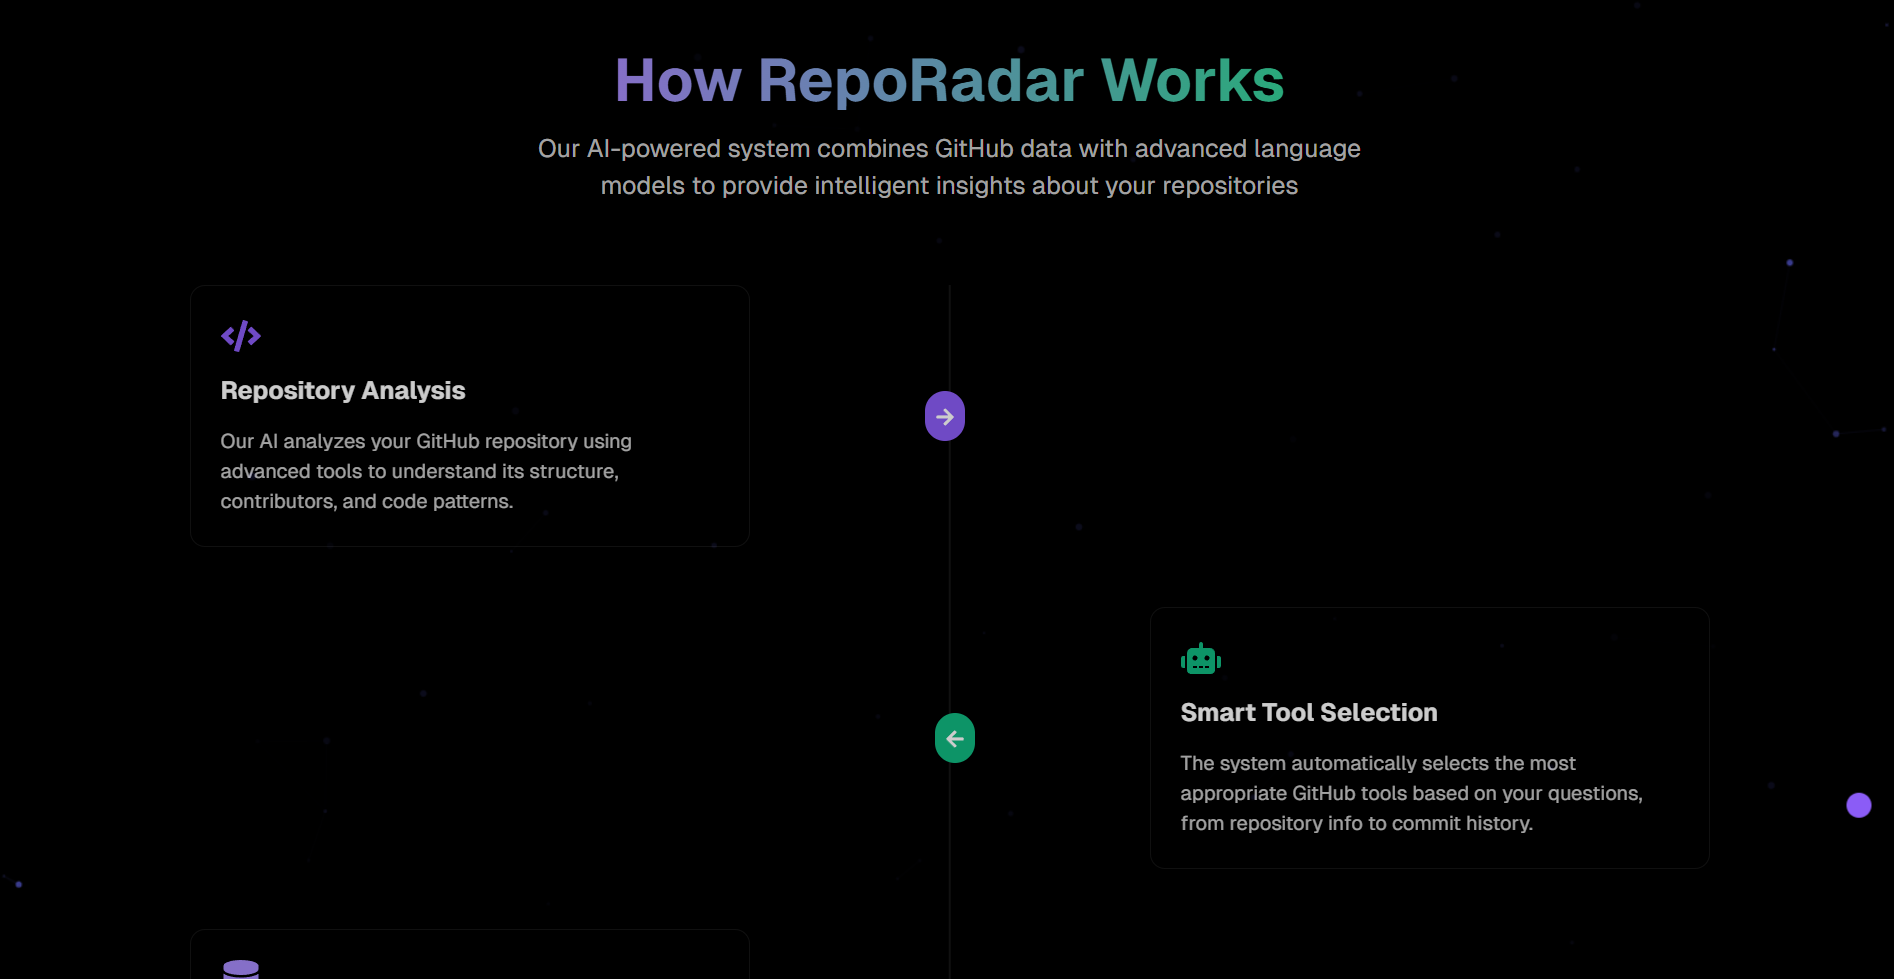 How RepoRadar Works
Our AI-powered system combines GitHub data with advanced language
models to provide intelligent insights about your repositories
Repository Analysis
Our AI analyzes your GitHub repository using
advanced tools to understand its structure,
contributors, and code patterns.
Smart Tool Selection
The system automatically selects the most
appropriate GitHub tools based on your questions,
from repository info to commit history.